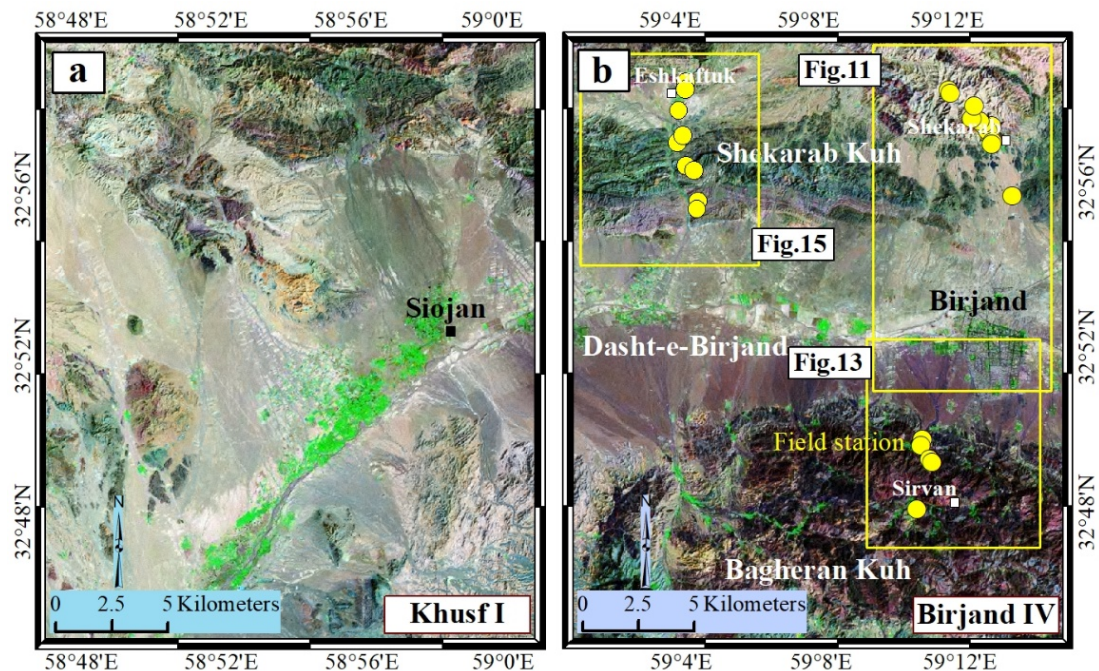 58°48'E 58°52'E 58°56'E 59°0'E
a
32°56'N
32°52'N
32°48'N
Siojan
N
0 2.5 5 Kilometers
Khusf I
58°48'E 58°52'E 58°56'E 59°0'E
59°4'E 59°8'E 59°12'E
b
Eshkaftuk
Fig.11
Shekarab
Shekarab Kuh
Fig.15
Birjand
Dasht-e-Birjand
Fig.13
Field station
Sirvan
Bagheran Kuh
N
0 2.5 5 Kilometers
Birjand IV
32°56'N
32°52'N
32°48'N
59°4'E 59°8'E 59°12'E